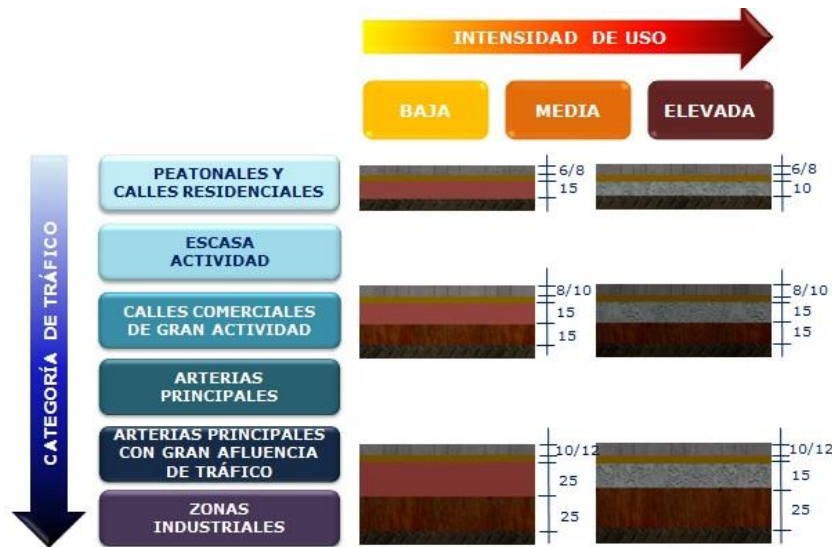 INTENSIDAD DE USO
BAJA
MEDIA
ELEVADA
CATEGORÍA DE TRÁFICO
PEATONALES Y
CALLES RESIDENCIALES
6/8
15
6/8
10
ESCASA
ACTIVIDAD
CALLES COMERCIALES
DE GRAN ACTIVIDAD
8/10
15
15
8/10
15
15
ARTERIAS
PRINCIPALES
ARTERIAS PRINCIPALES
CON GRAN AFLUENCIA
DE TRÁFICO
10/12
25
25
10/12
15
25
ZONAS
INDUSTRIALES